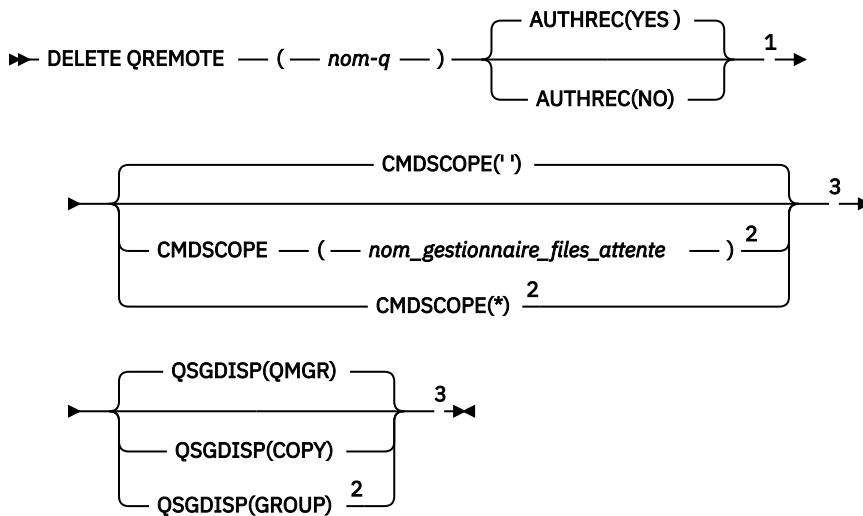 AUTHREC(YES )
DELETE QREMOTE ( nom-q ) 1
AUTHREC(NO)
CMDSCOPE(' ')
3
CMDSCOPE ( nom_gestionnaire_files_attente ) 2
CMDSCOPE(*) 2
QSGDISP(QMGR)
3
QSGDISP(COPY)
QSGDISP(GROUP) 2